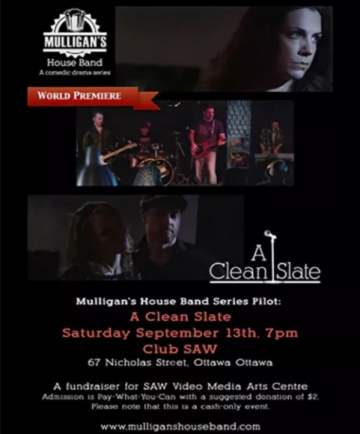 MULLIGAN'S
House Band
A comedic drama series
WORLD PREMIERE
A
Clean Slate
Mulligan's House Band Series Pilot:
A Clean Slate
Saturday September 13th, 7pm
Club SAW
67 Nicholas Street, Ottawa Ottawa
A fundraiser for SAW Video Media Arts Centre
Admission is Pay-What-You-Can with a suggested donation of $2.
Please note that this is a cash-only event.
www.mulliganshouseband.com